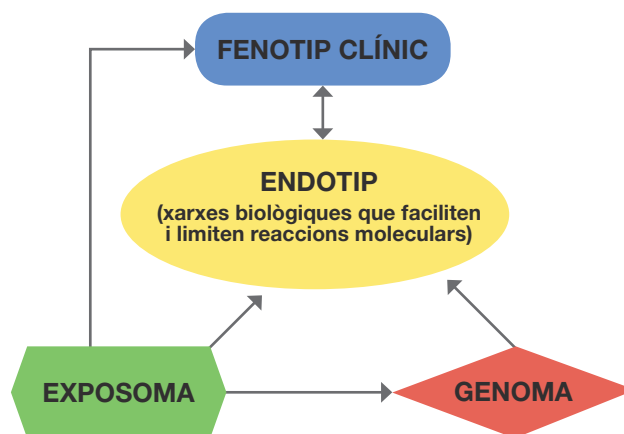 FENOTIP CLÍNIC
ENDOTIP
(xarxes biològiques que faciliten
i limiten reaccions moleculars)
EXPOSOMA
GENOMA